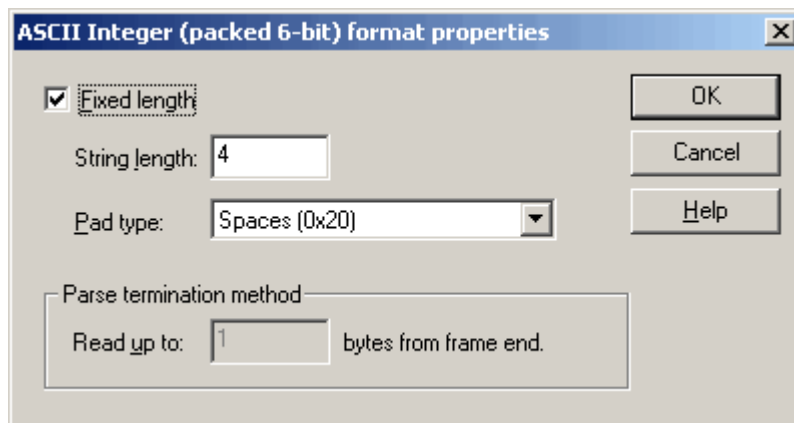 ASCII Integer (packed 6-bit) format properties
Fixed length
OK
String length: 4
Cancel
Pad type: Spaces (0x20)
Help
Parse termination method
Read up to: 1 bytes from frame end.